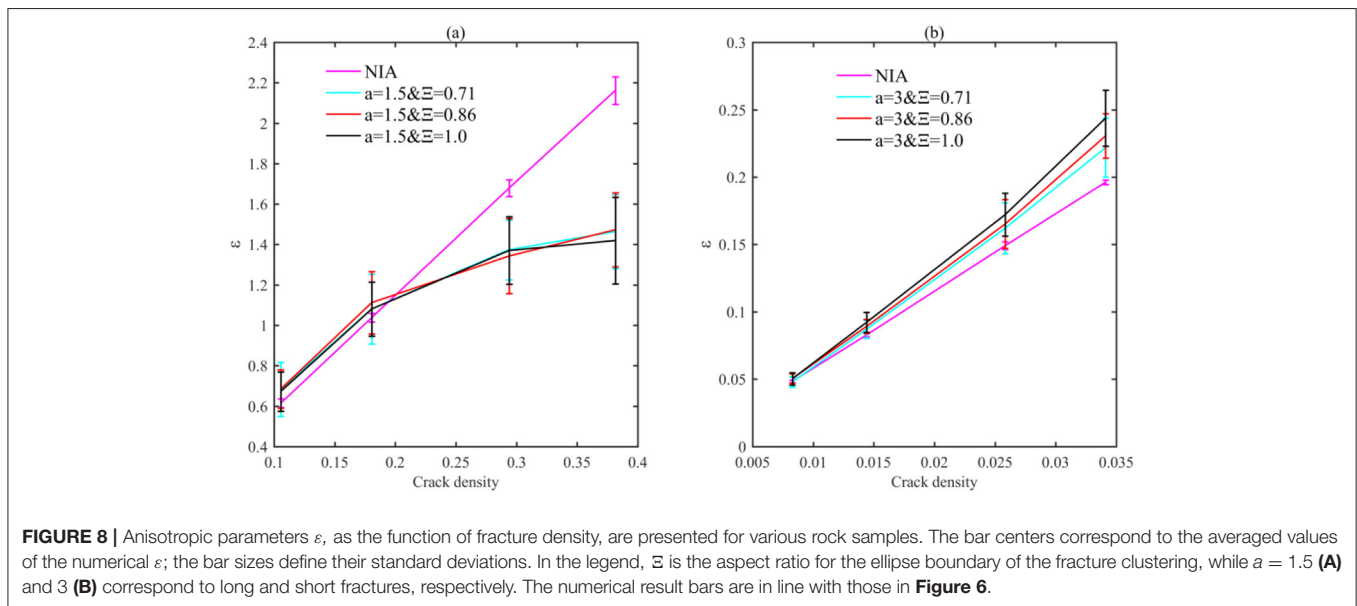 (a)
2.4
2.2
2
1.8
1.6
1.4
1.2
1
0.8
0.6
0.4
ε
NIA
a=1.5&Ξ=0.71
a=1.5&Ξ=0.86
a=1.5&Ξ=1.0
0.1 0.15 0.2 0.25 0.3 0.35 0.4
Crack density
(b)
0.3
0.25
0.2
0.15
0.1
0.05
0
ε
NIA
a=3&Ξ=0.71
a=3&Ξ=0.86
a=3&Ξ=1.0
0.005 0.01 0.015 0.02 0.025 0.03 0.035
Crack density
FIGURE 8 | Anisotropic parameters ε, as the function of fracture density, are presented for various rock samples. The bar centers correspond to the averaged values
of the numerical ε; the bar sizes define their standard deviations. In the legend, Ξ is the aspect ratio for the ellipse boundary of the fracture clustering, while a = 1.5 (A)
and 3 (B) correspond to long and short fractures, respectively. The numerical result bars are in line with those in Figure 6.